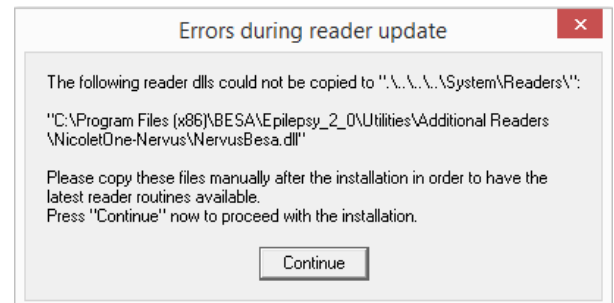 Errors during reader update
The following reader dlls could not be copied to ".\..\..\..\System\Readers\":
"C:\Program Files (x86)\BESA\Epilepsy_2_0\Utilities\Additional Readers
\NicoletOne-Nervus\NervusBesa.dll"
Please copy these files manually after the installation in order to have the
latest reader routines available.
Press "Continue" now to proceed with the installation.
Continue